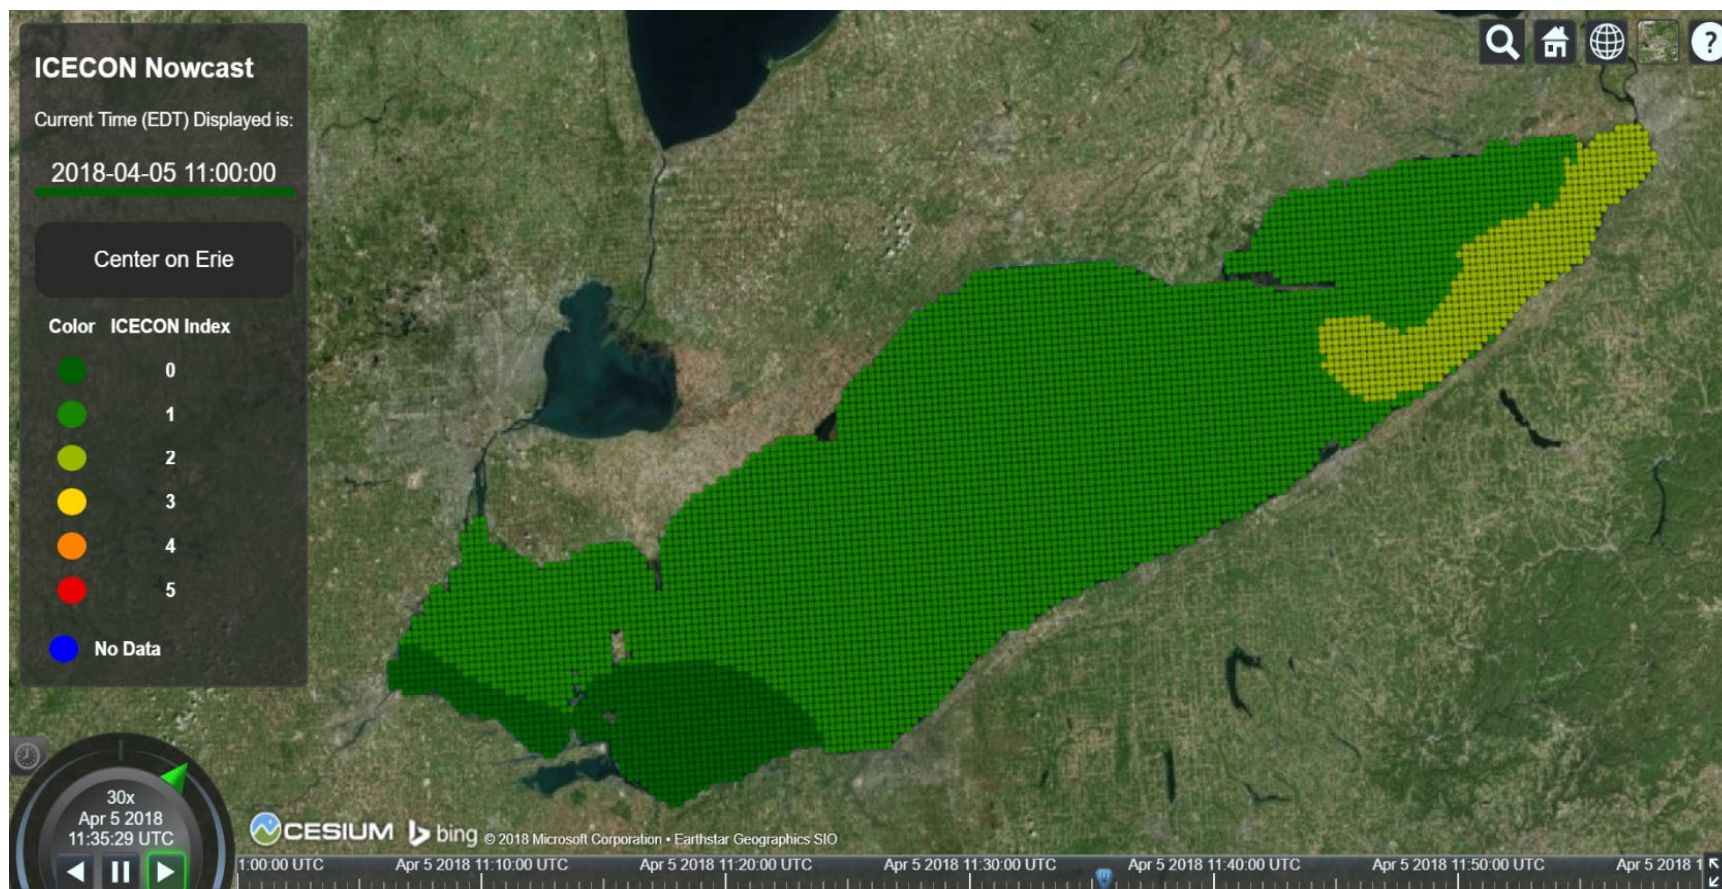 ICECON Nowcast
Current Time (EDT) Displayed is:
2018-04-05 11:00:00
Center on Erie
Color ICECON Index
0
1
2
3
4
5
No Data
?
30x
Apr 5 2018
11:35:29 UTC
CESIUM bing © 2018 Microsoft Corporation • Earthstar Geographics SIO
1:00:00 UTC Apr 5 2018 11:10:00 UTC Apr 5 2018 11:20:00 UTC Apr 5 2018 11:30:00 UTC Apr 5 2018 11:40:00 UTC Apr 5 2018 11:50:00 UTC Apr 5 2018 1